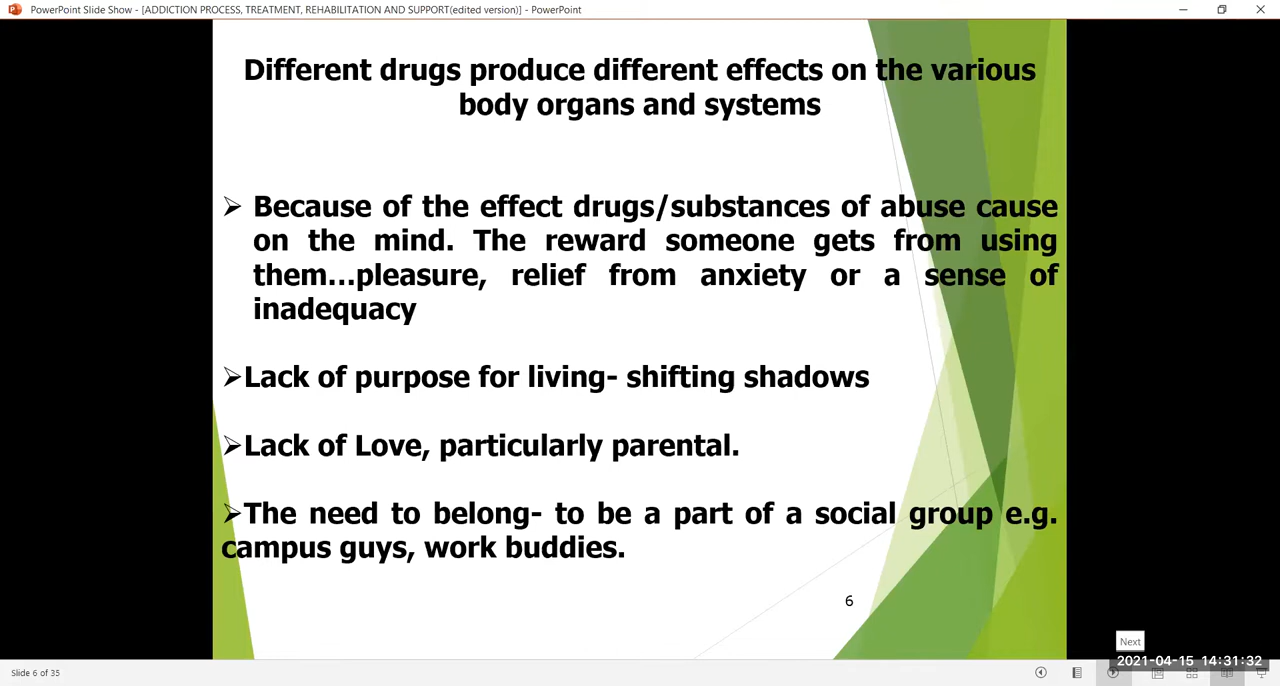 PowerPoint Slide Show - [ADDICTION PROCESS, TREATMENT, REHABILITATION AND SUPPORT(edited version)] - PowerPoint
Different drugs produce different effects on the various
body organs and systems
➢ Because of the effect drugs/substances of abuse cause
on the mind. The reward someone gets from using
them...pleasure, relief from anxiety or a sense of
inadequacy
➢Lack of purpose for living- shifting shadows
➢Lack of Love, particularly parental.
➢The need to belong- to be a part of a social group e.g.
campus guys, work buddies.
6
Next
2021-04-15 14:31:32
Slide 6 of 35